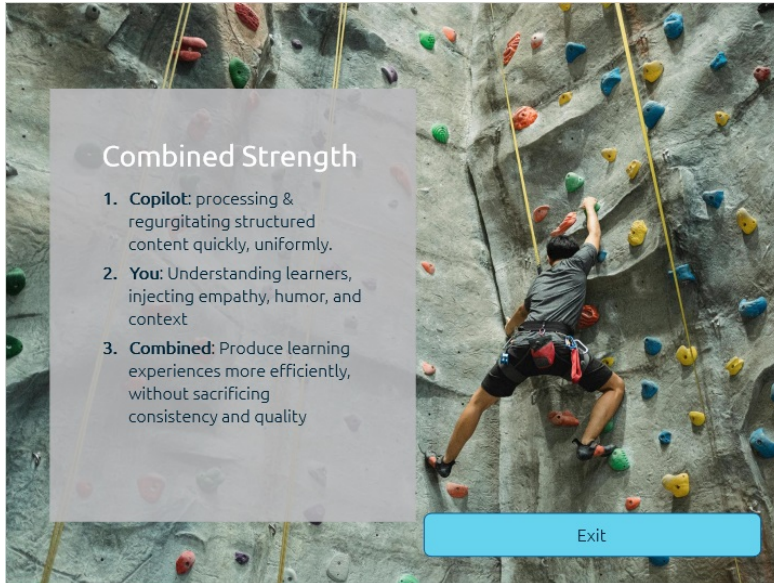 Combined Strength
1. Copilot: processing &
regurgitating structured
content quickly, uniformly.
2. You: Understanding learners,
injecting empathy, humor, and
context
3. Combined: Produce learning
experiences more efficiently,
without sacrificing
consistency and quality
Exit